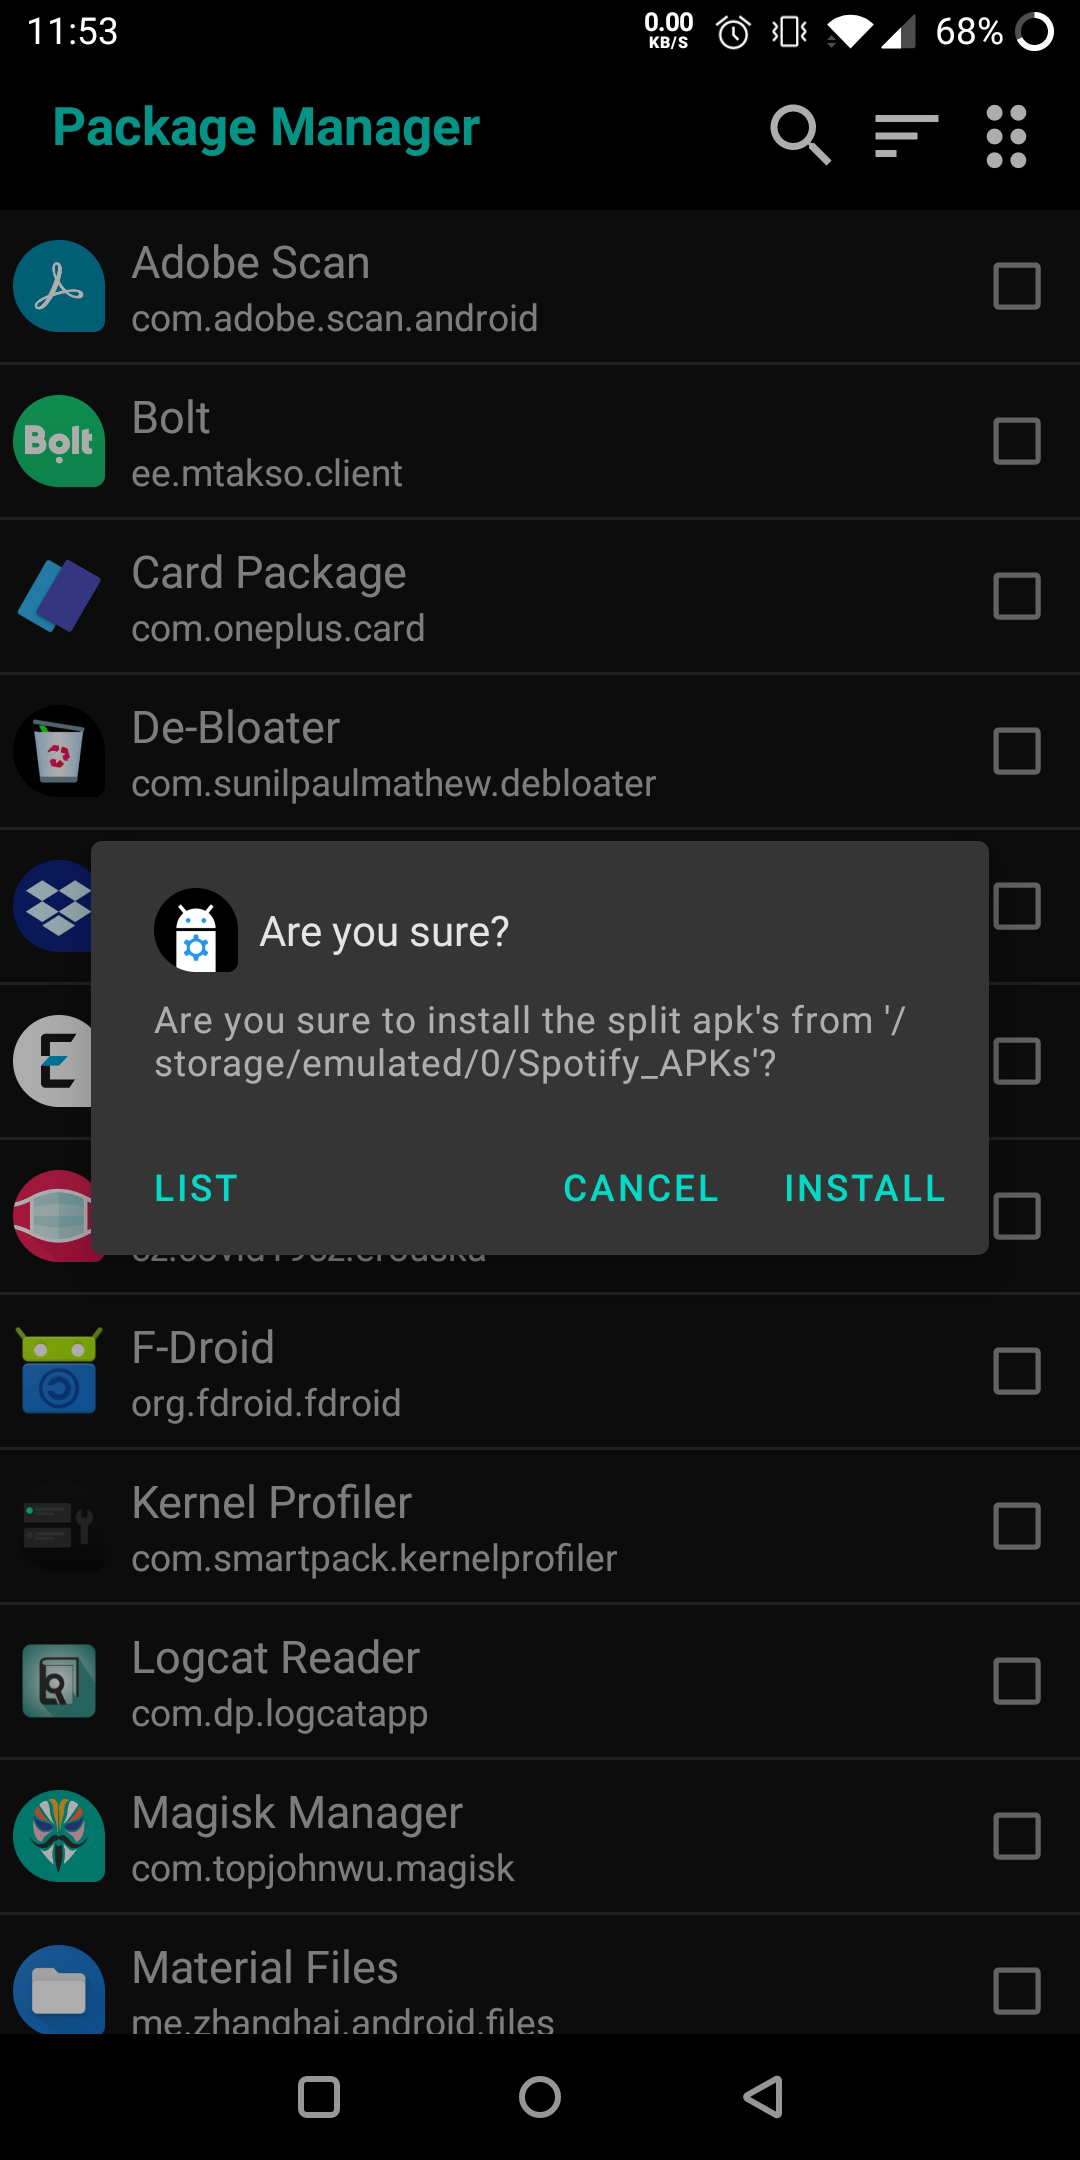 11:53
0.00
KB/S
68%
Package Manager
Adobe Scan
com.adobe.scan.android
Bolt
Bolt
ee.mtakso.client
Card Package
com.oneplus.card
De-Bloater
com.sunilpaulmathew.debloater
Are you sure?
Are you sure to install the split apk's from '/
storage/emulated/0/Spotify_APKs'?
LIST
CANCEL
INSTALL
F-Droid
org.fdroid.fdroid
Kernel Profiler
com.smartpack.kernelprofiler
Logcat Reader
com.dp.logcatapp
Magisk Manager
com.topjohnwu.magisk
Material Files
me.zhanghai.android.files